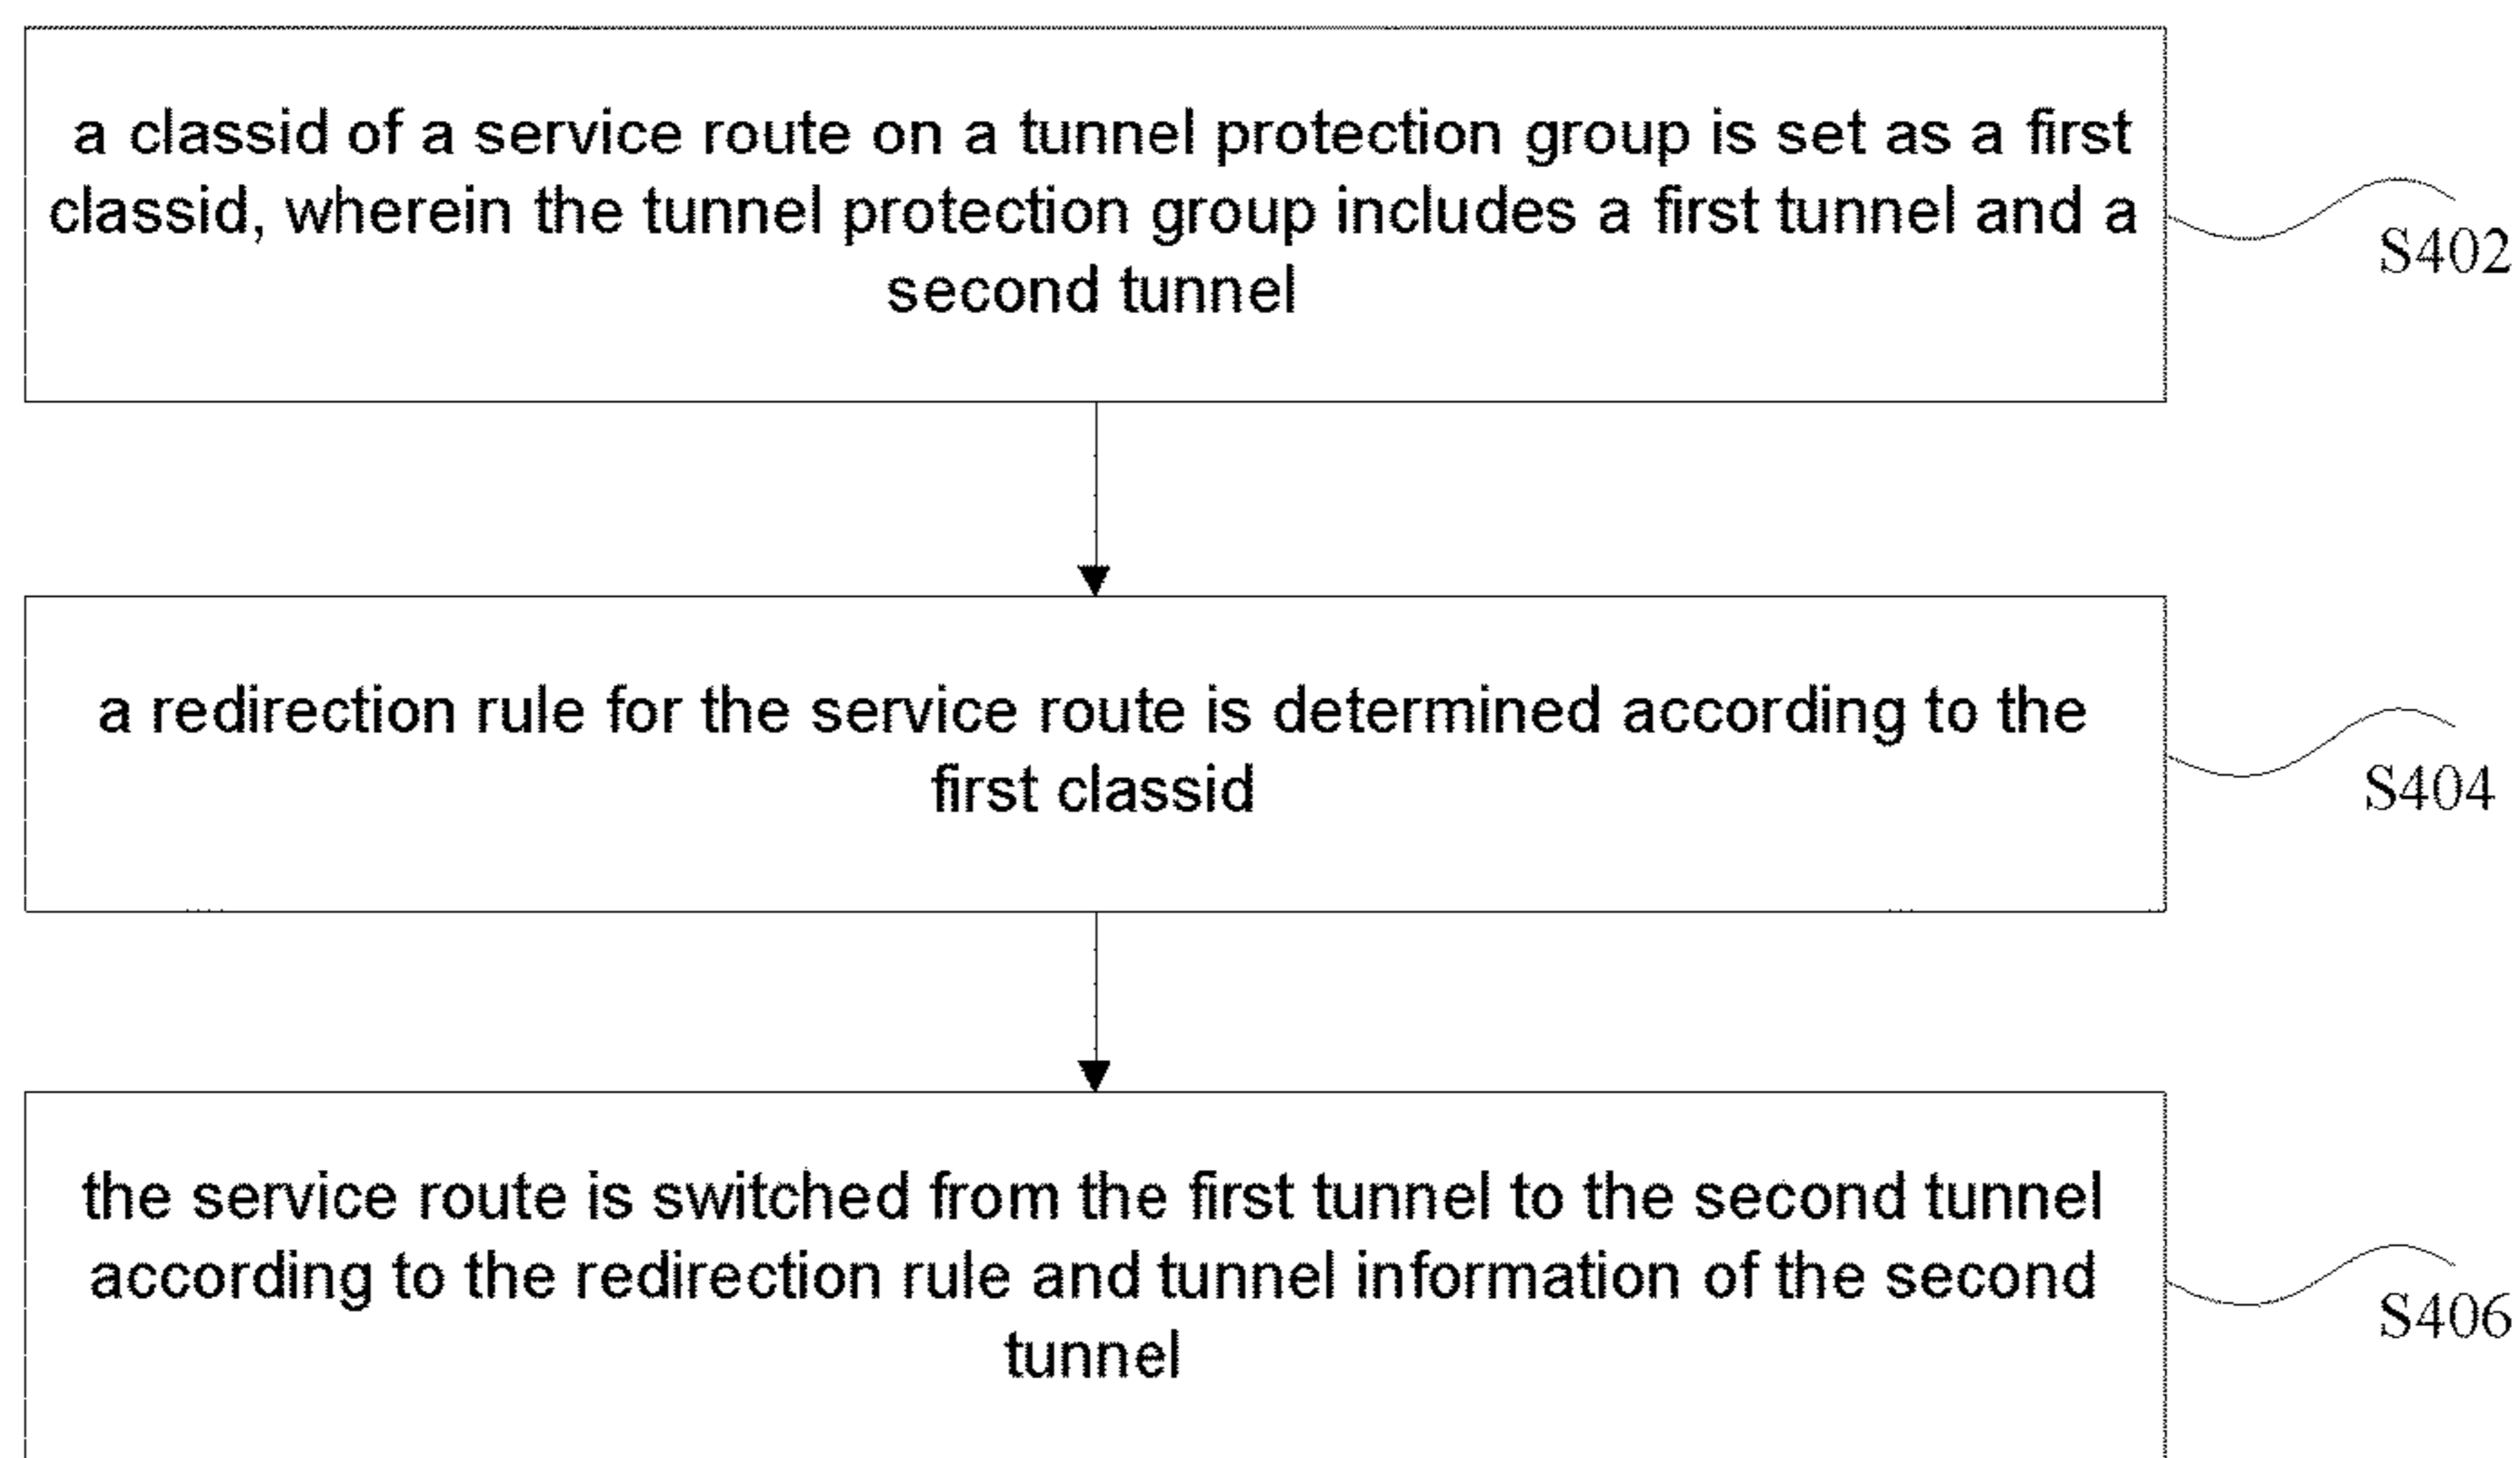 a classid of a service route on a tunnel protection group is set as a first
classid, wherein the tunnel protection group includes a first tunnel and a
second tunnel
S402
a redirection rule for the service route is determined according to the
first classid
S404
the service route is switched from the first tunnel to the second tunnel
according to the redirection rule and tunnel information of the second
tunnel
S406